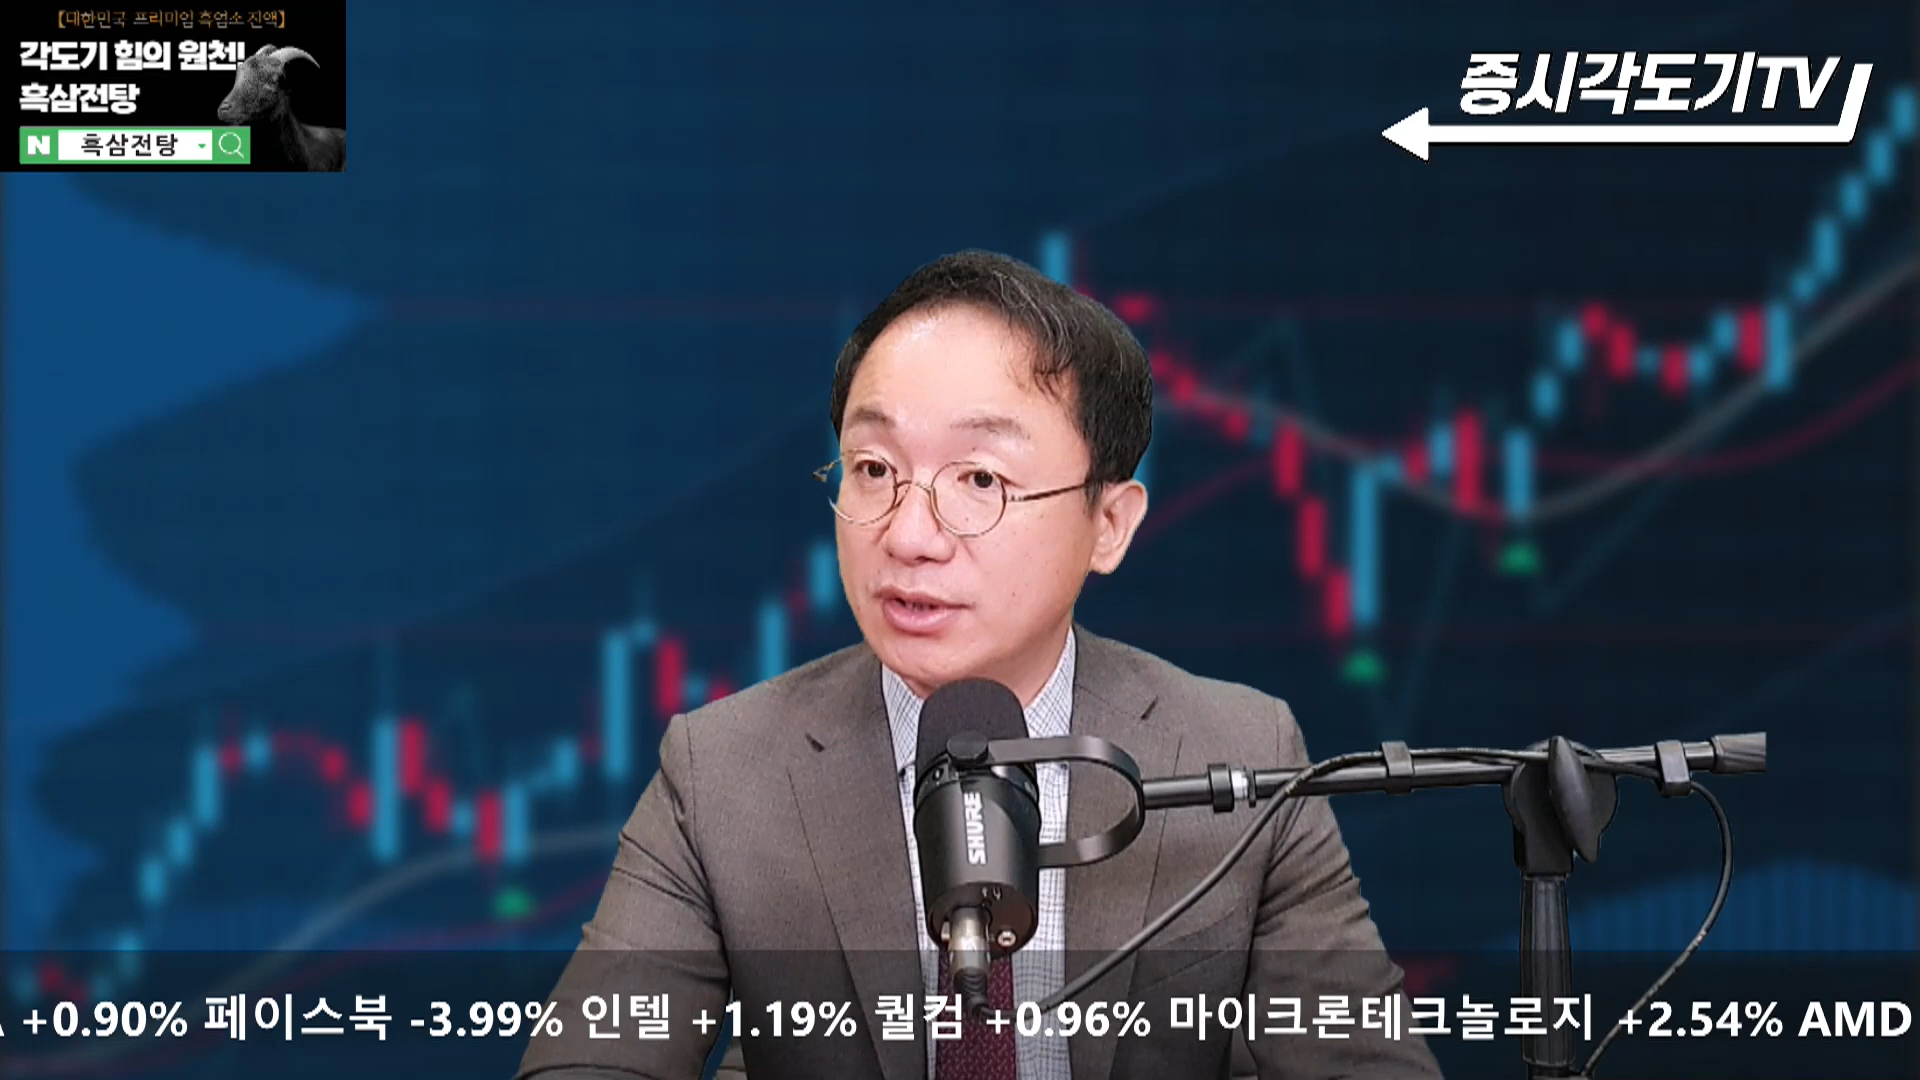 【대한민국 프리미엄 흑염소 진액】
각도기 힘의 원천!
흑삼전탕
N 흑삼전탕
증시각도기TV
SHURE
+0.90% 페이스북 -3.99% 인텔 +1.19% 퀄컴 +0.96% 마이크론테크놀로지 +2.54% AMD